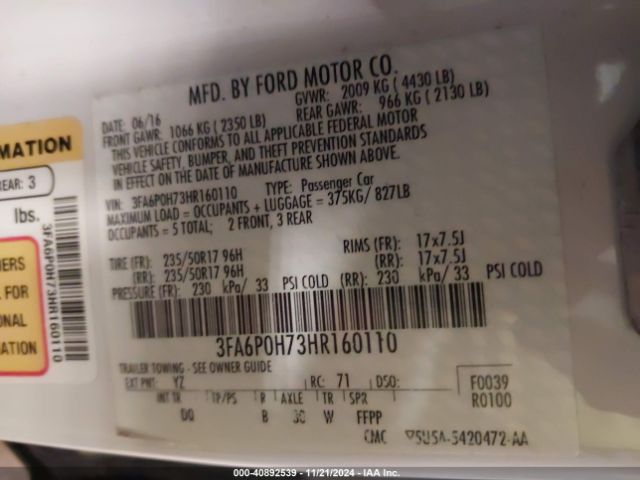 MFD. BY FORD MOTOR CO.
DATE: 06/16 GVWR: 2009 KG ( 4430 LB)
FRONT GAWR: 1066 KG ( 2350 LB) REAR GAWR: 966 KG ( 2130 LB)
THIS VEHICLE CONFORMS TO ALL APPLICABLE FEDERAL MOTOR
VEHICLE SAFETY, BUMPER, AND THEFT PREVENTION STANDARDS
IN EFFECT ON THE DATE OF MANUFACTURE SHOWN ABOVE.
VIN: 3FA6P0H73HR160110 TYPE: Passenger Car
MAXIMUM LOAD = OCCUPANTS + LUGGAGE = 375KG/ 827LB
OCCUPANTS = 5 TOTAL; 2 FRONT, 3 REAR
TIRE (FR): 235/50R17 96H RIMS (FR): 17x7.5J
(RR): 235/50R17 96H (RR): 17x7.5J
PRESSURE (FR): 230 kPa/ 33 PSI COLD (RR): 230 kPa/ 33 PSI COLD
3FA6P0H73HR160110
TRAILER TOWING - SEE OWNER GUIDE
EXT PNT: YZ RC: 71 DSO: F0039
INT TR TP/PS R AXLE TR SPR R0100
DQ B 3C W FFPP
CMC 5U5A-5420472-AA
MATION
REAR: 3
lbs.
3FA6P0H73HR160110
IERS
FOR
ONAL
ATION
STOCK: 40892539 - 11/21/2024 - IAA Inc.